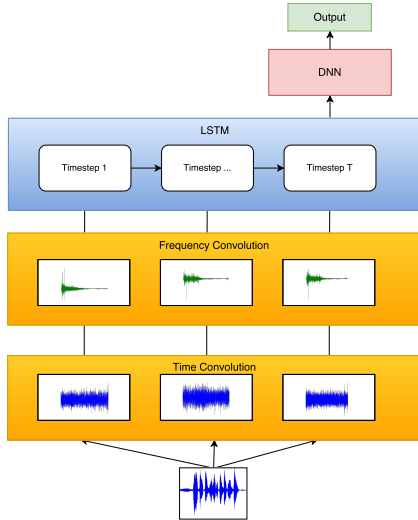 Output
DNN
LSTM
Timestep 1
Timestep ...
Timestep T
Frequency Convolution
Time Convolution